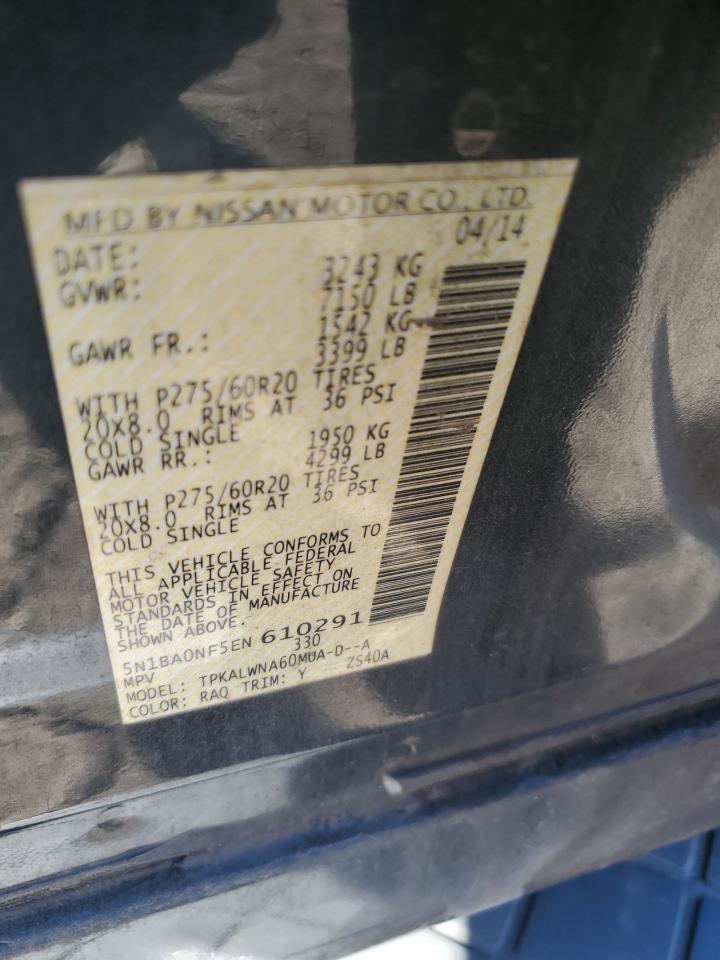 MFD BY NISSAN MOTOR CO., LTD.
DATE: 04/14
GVWR: 3243 KG
7150 LB
GAWR FR.: 1542 KG
3399 LB
WITH P275/60R20 TIRES
20X8.0 RIMS AT 36 PSI
COLD SINGLE
GAWR RR.: 1950 KG
4299 LB
WITH P275/60R20 TIRES
20X8.0 RIMS AT 36 PSI
COLD SINGLE
THIS VEHICLE CONFORMS TO
ALL APPLICABLE FEDERAL
MOTOR VEHICLE SAFETY
STANDARDS IN EFFECT ON
THE DATE OF MANUFACTURE
SHOWN ABOVE.
5N1BA0NF5EN 610291
MPV 330
MODEL: TPKALWNA60MUA-D--A
COLOR: RAQ TRIM: Y ZS40A